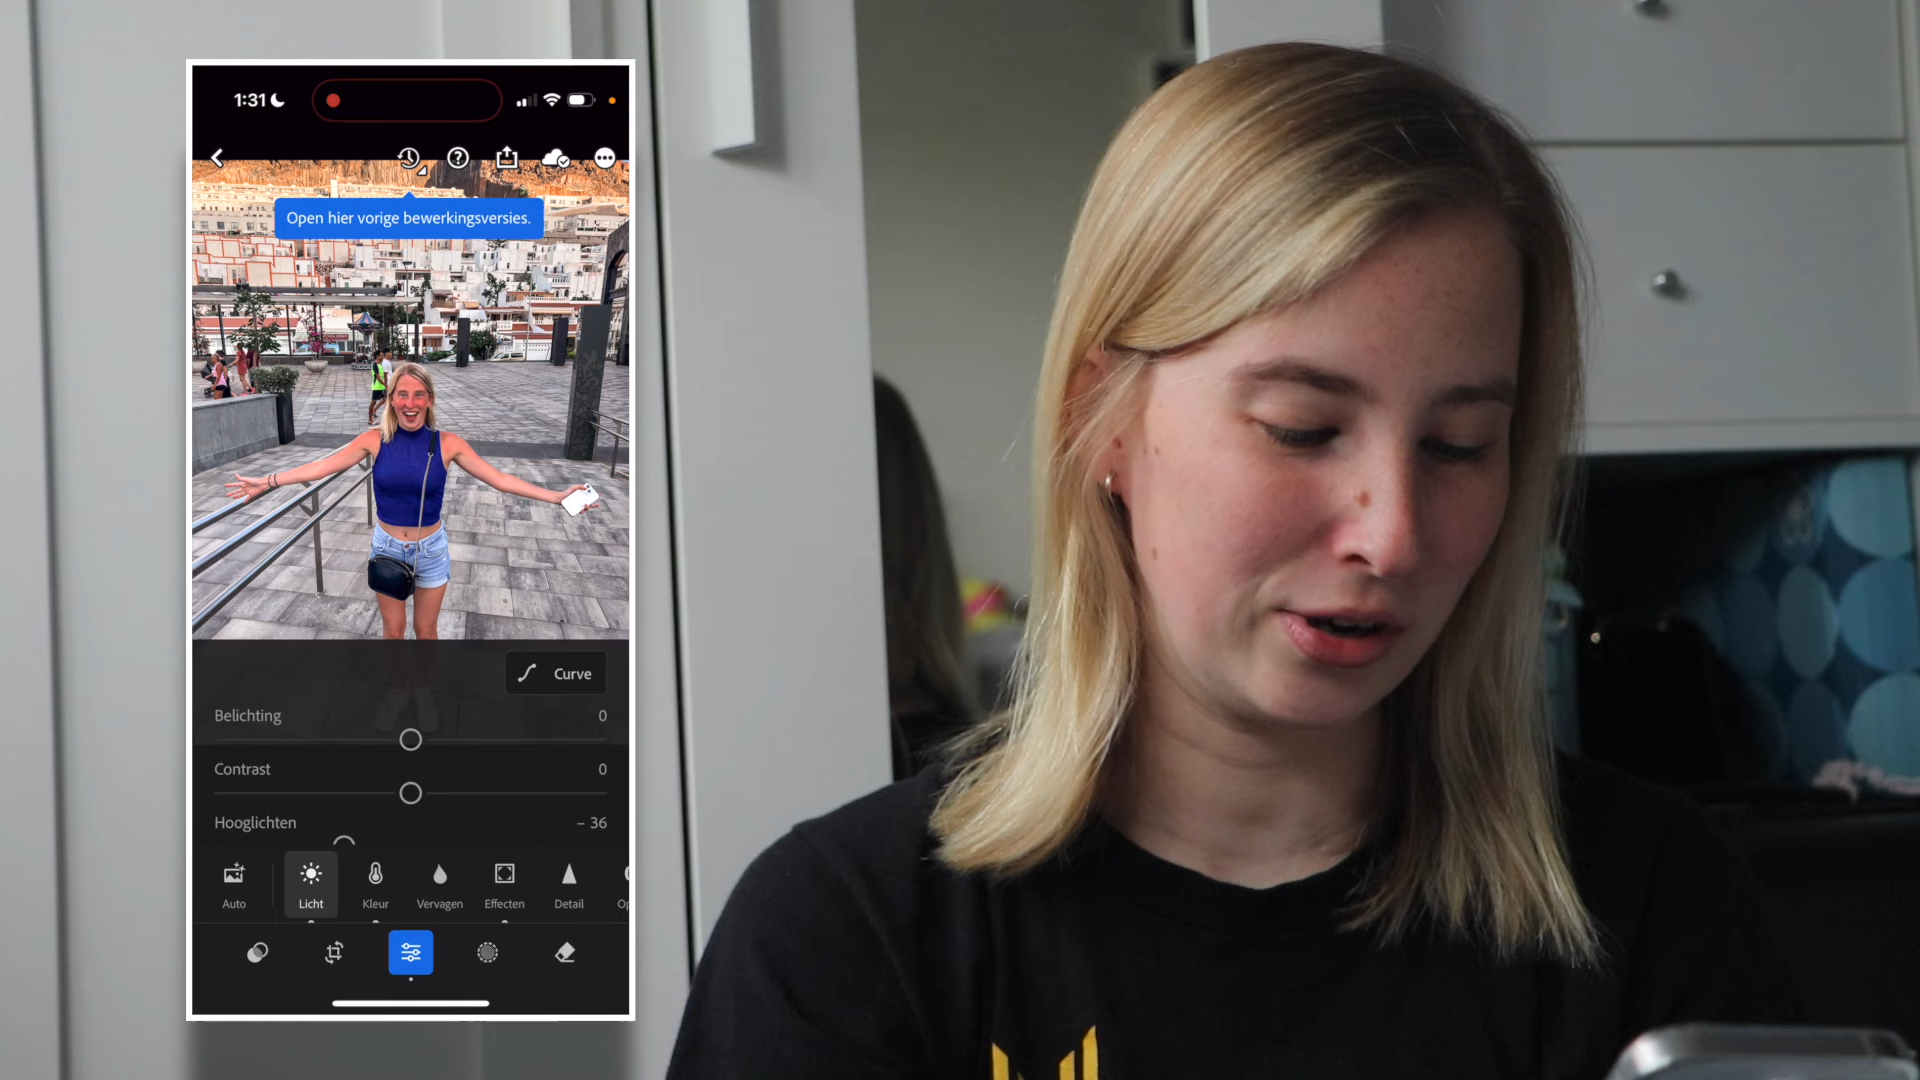 1:31
Open hier vorige bewerkingsversies.
Curve
Belichting 0
Contrast 0
Hooglichten – 36
Auto Licht Kleur Vervagen Effecten Detail Op